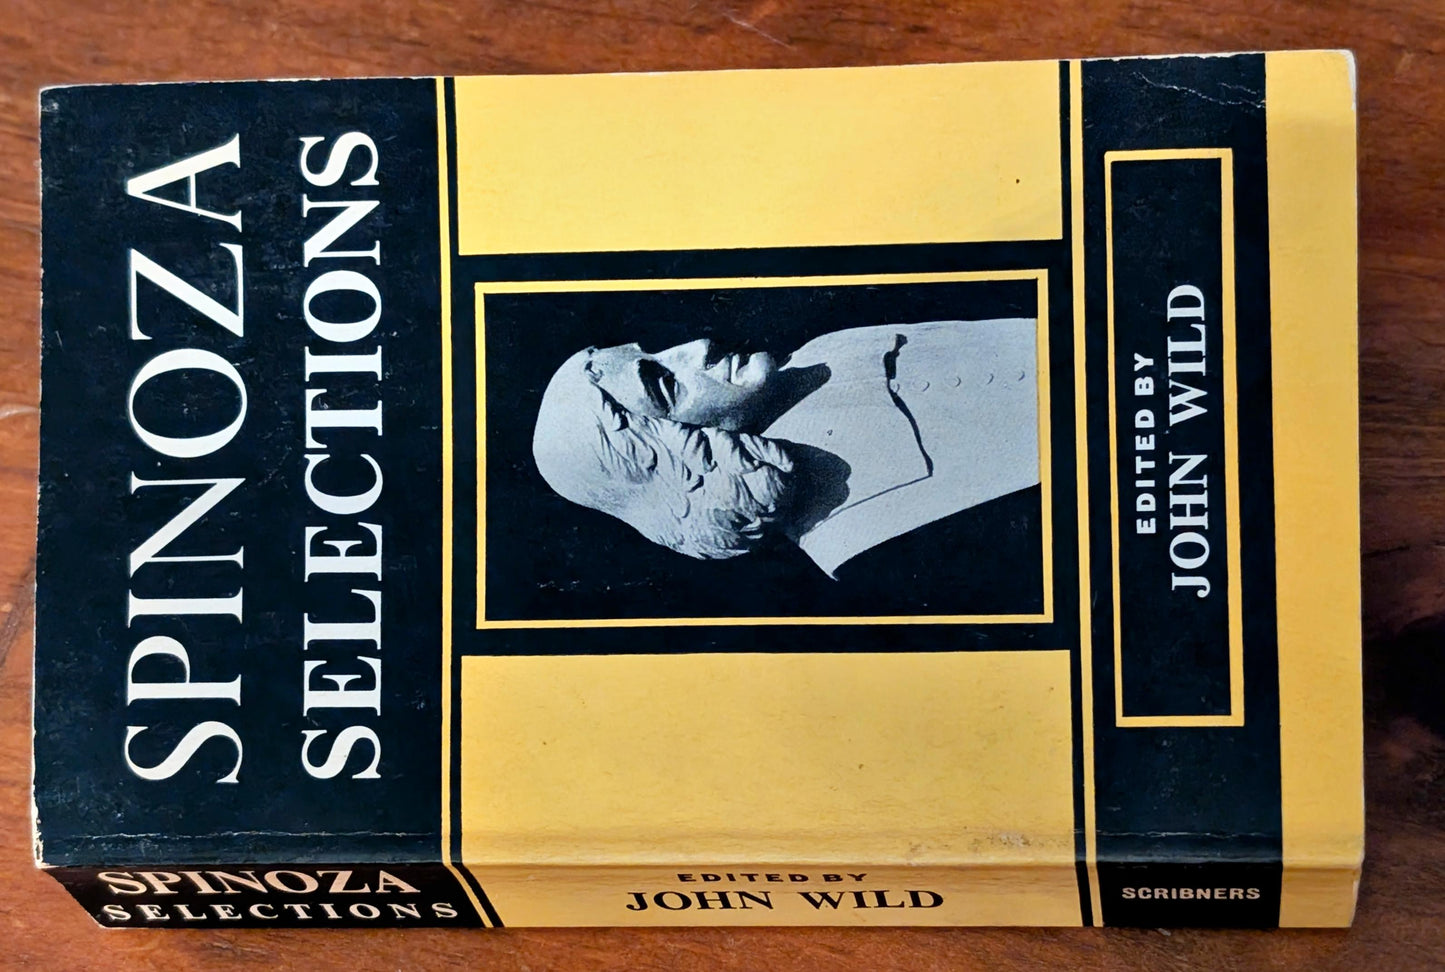 SPINOZA
SELECTIONS
EDITED BY
JOHN WILD
SPINOZA
SELECTIONS
EDITED BY
JOHN WILD
SCRIBNERS